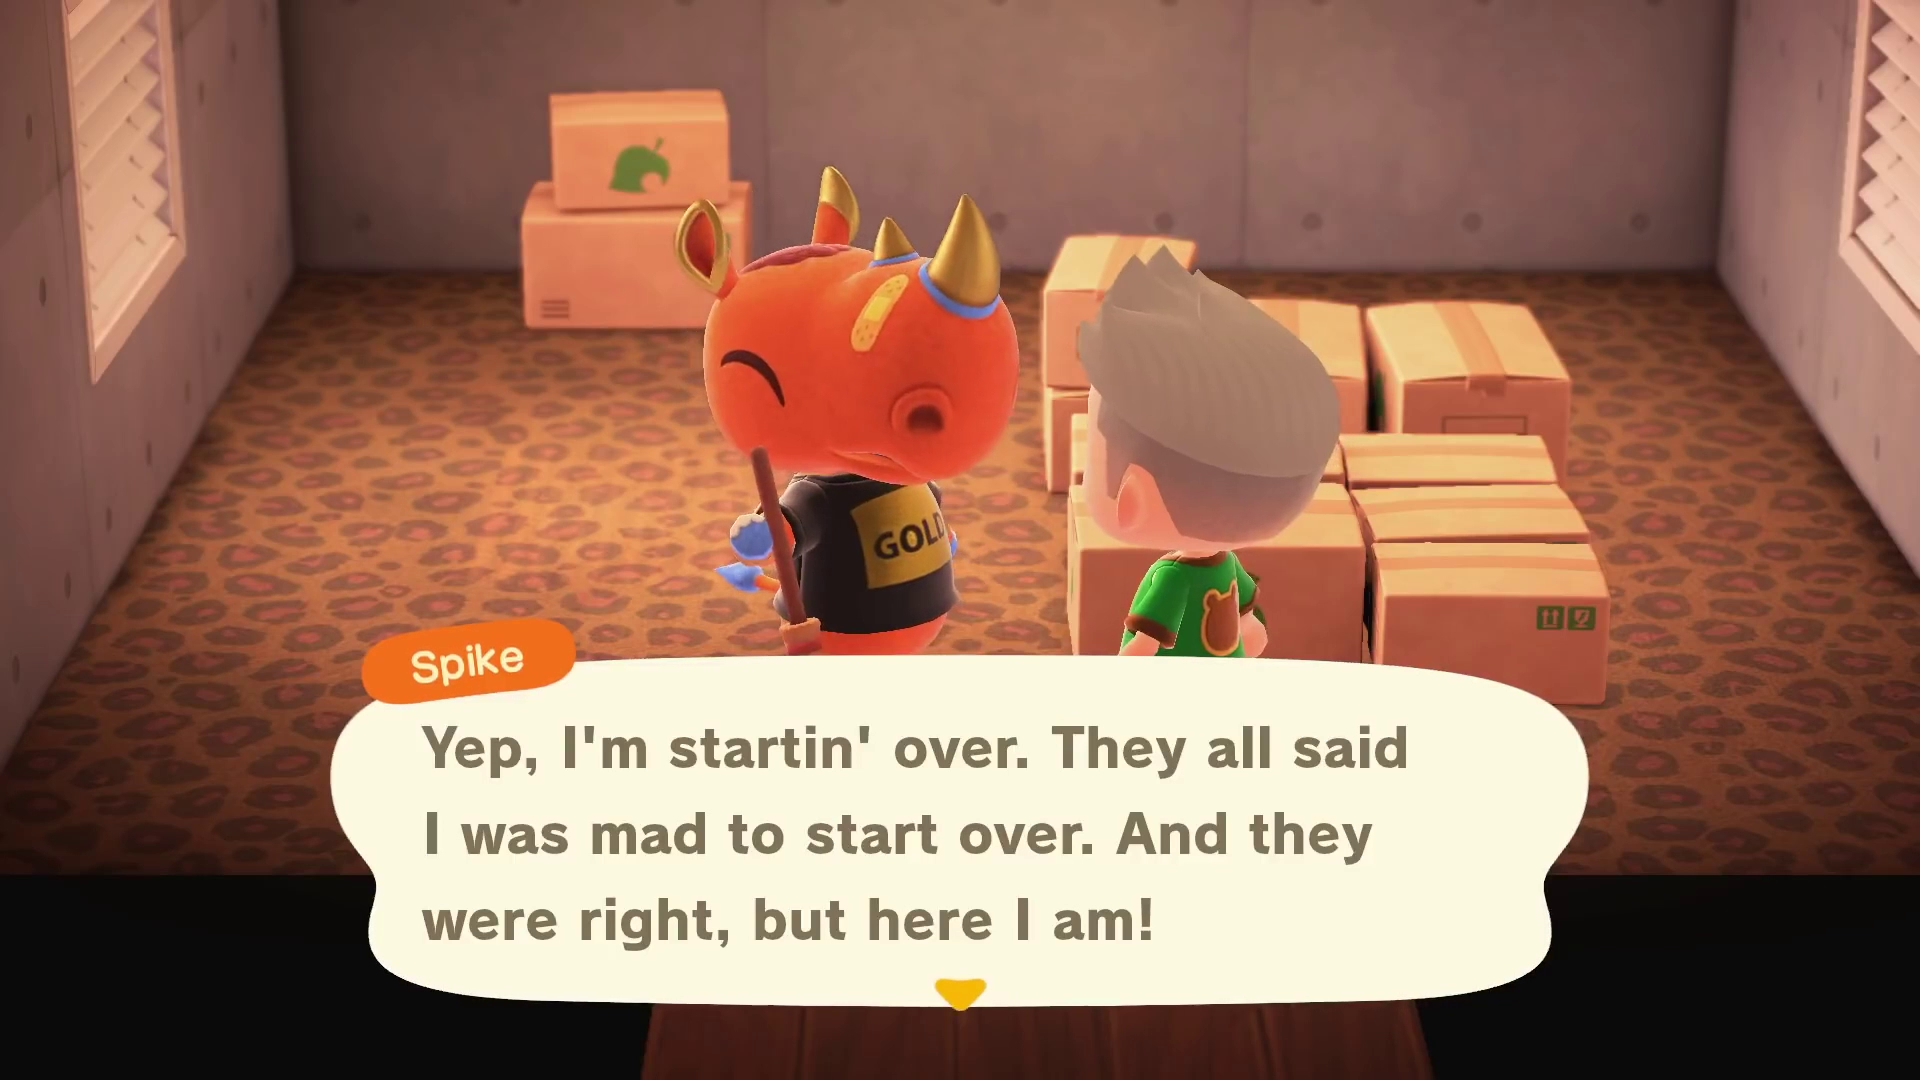 GOLD
Spike
Yep, I'm startin' over. They all said
I was mad to start over. And they
were right, but here I am!